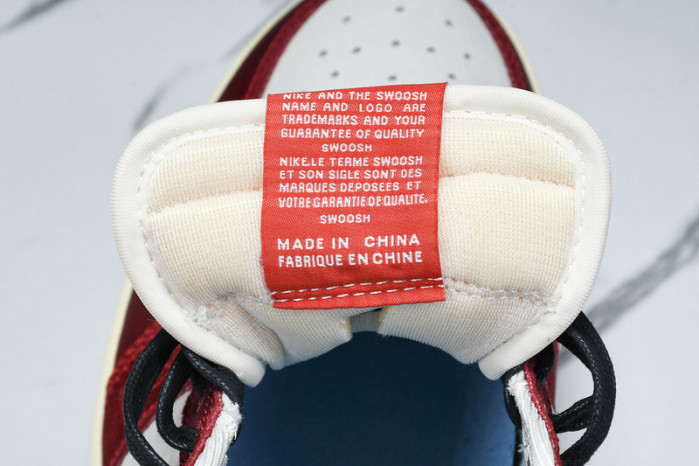 NIKE AND THE SWOOSH
NAME AND LOGO ARE
TRADEMARKS AND YOUR
GUARANTEE OF QUALITY
SWOOSH
NIKE.LE TERME SWOOSH
ET SON SIGLE SONT DES
MARQUES DEPOSEES ET
VOTRE GARANTIE DE QUALITE.
SWOOSH
MADE IN CHINA
FABRIQUE EN CHINE